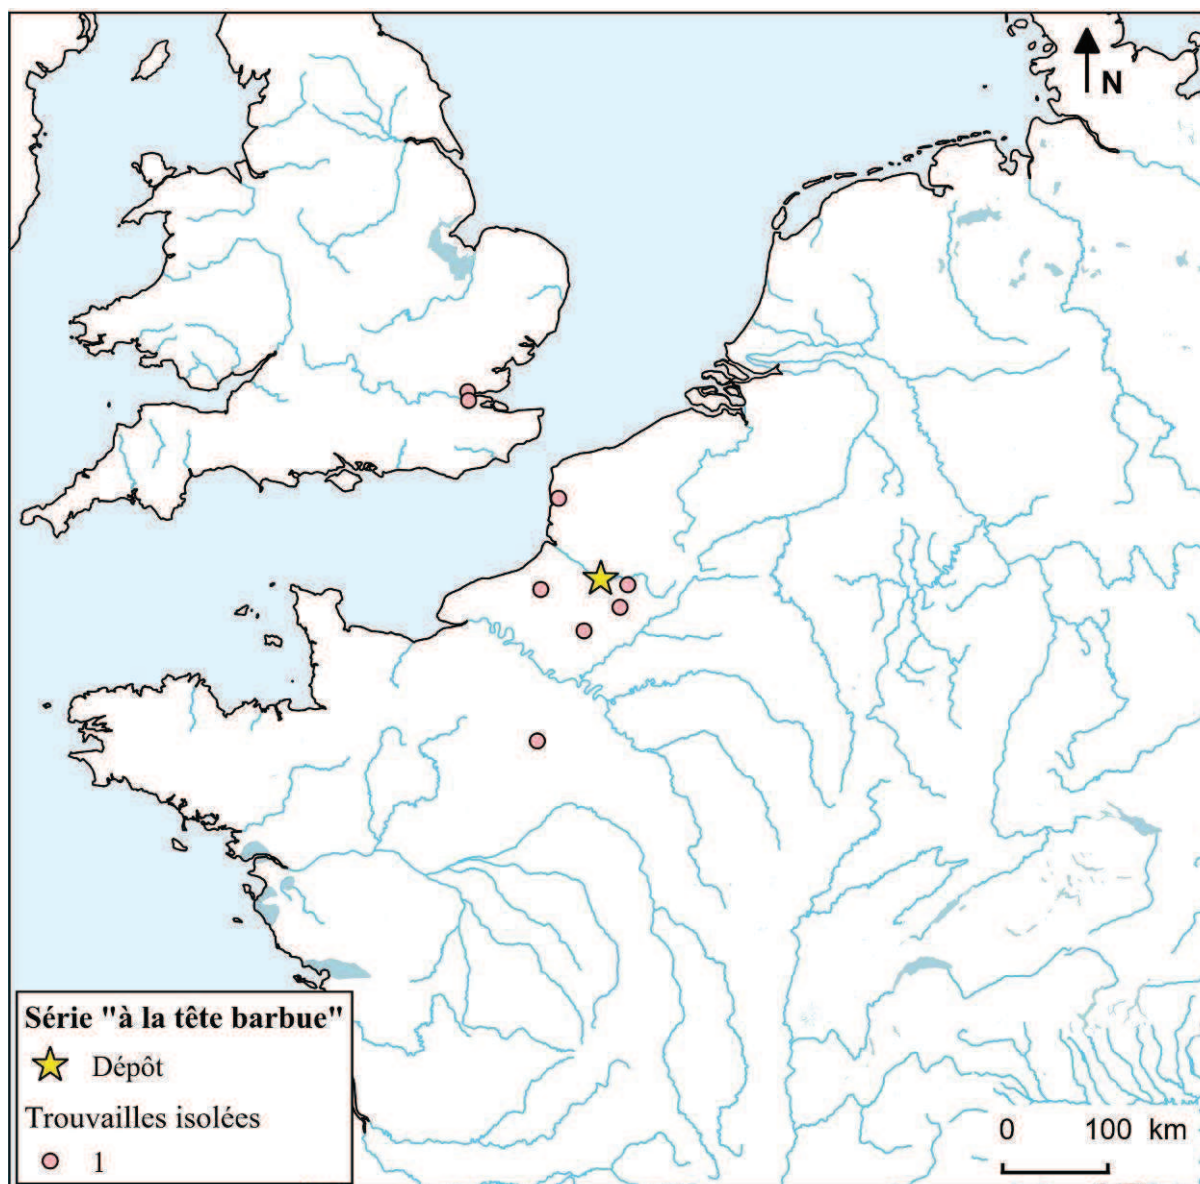 N
Série "à la tête barbue"
Dépôt
Trouvailles isolées
1
0 100 km